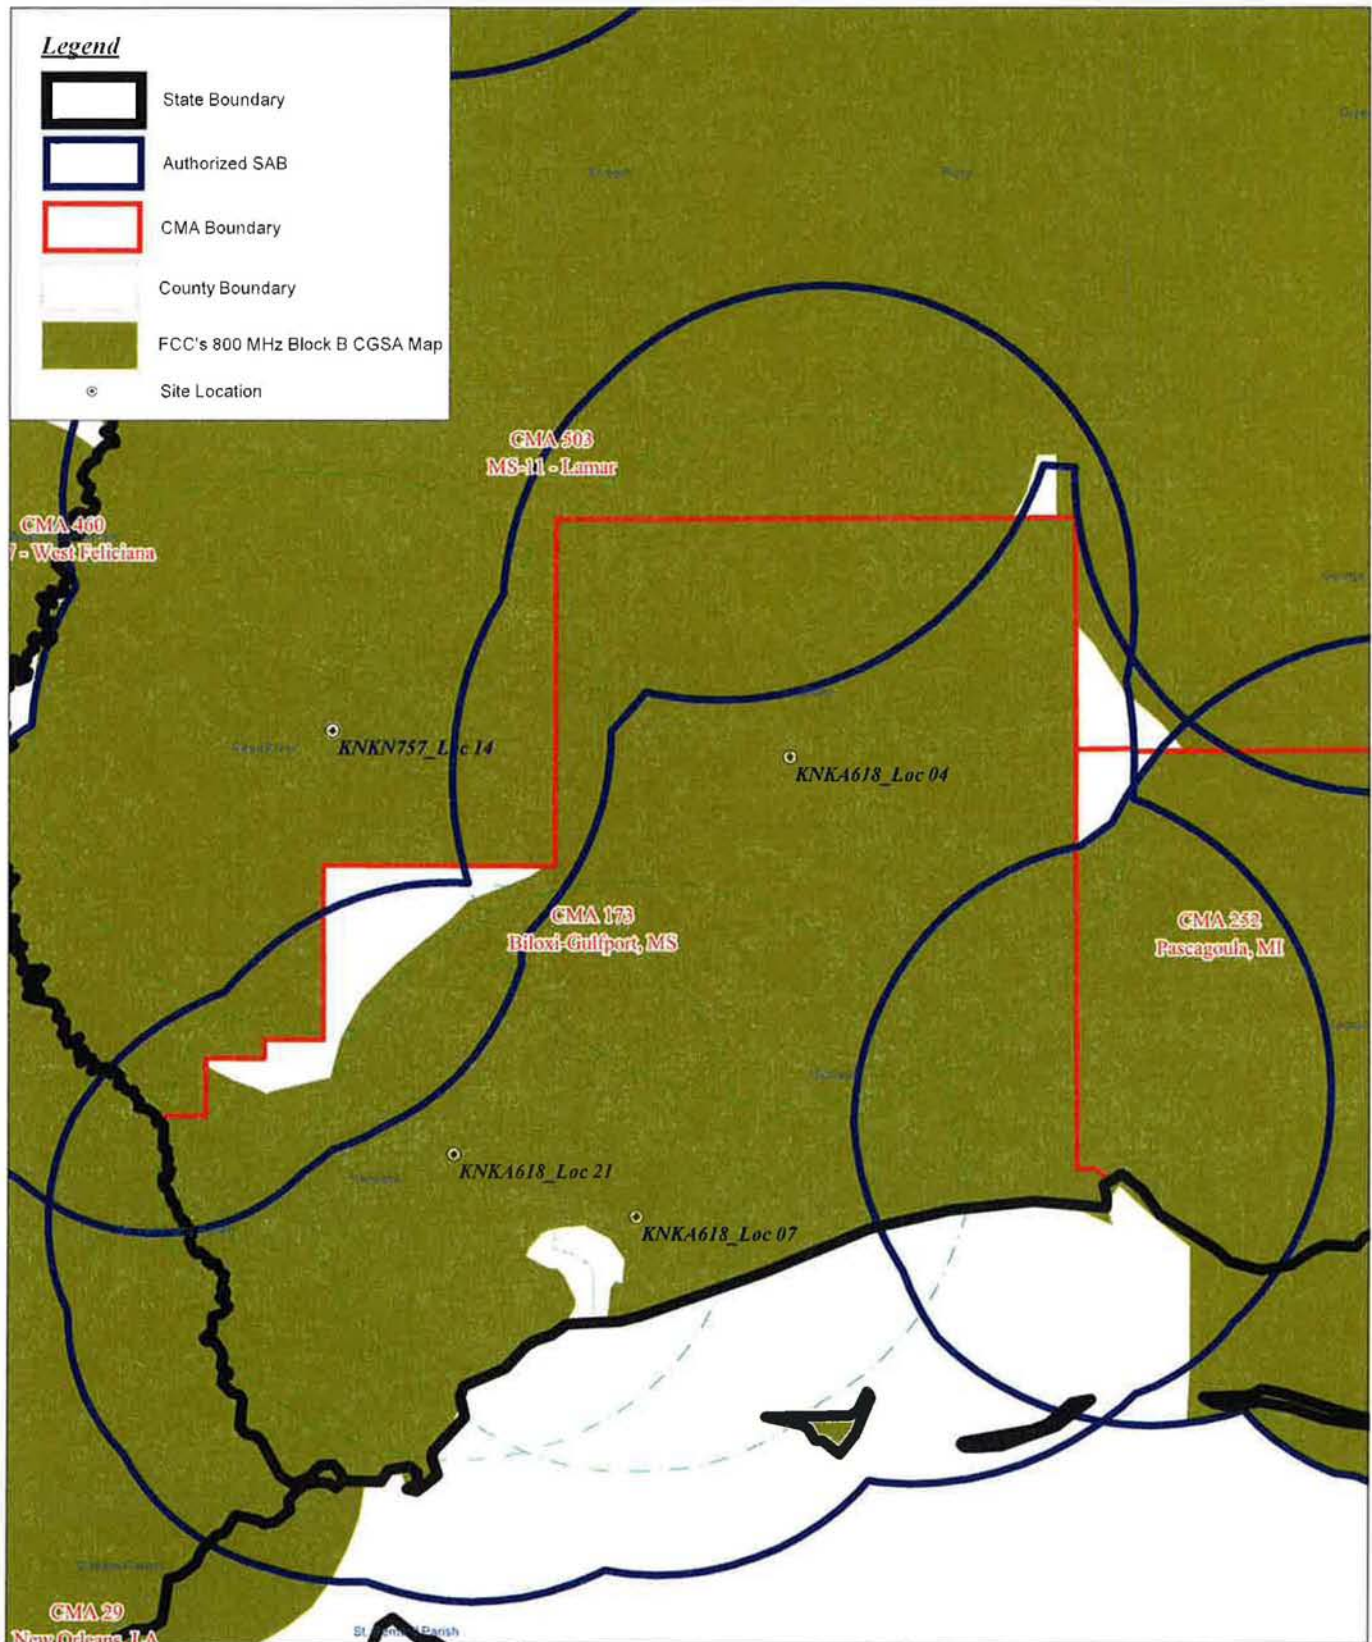 Legend
State Boundary
Authorized SAB
CMA Boundary
County Boundary
FCC's 800 MHz Block B CGSA Map
Site Location
CMA 503
MS-11 - Lamar
CMA 460
7 - West Feliciana
KNKN757_Loc 14
KNKA618_Loc 04
CMA 173
Biloxi-Gulfport, MS
CMA 252
Pascagoula, MI
KNKA618_Loc 21
KNKA618_Loc 07
CMA 29
New Orleans, LA
Parish